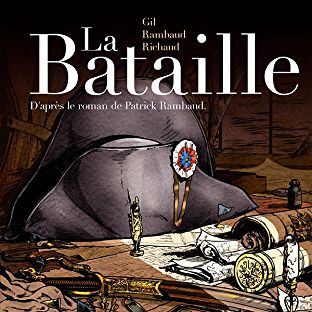 Gil
Rambaud
Richaud
La
Bataille
D'après le roman de Patrick Rambaud.